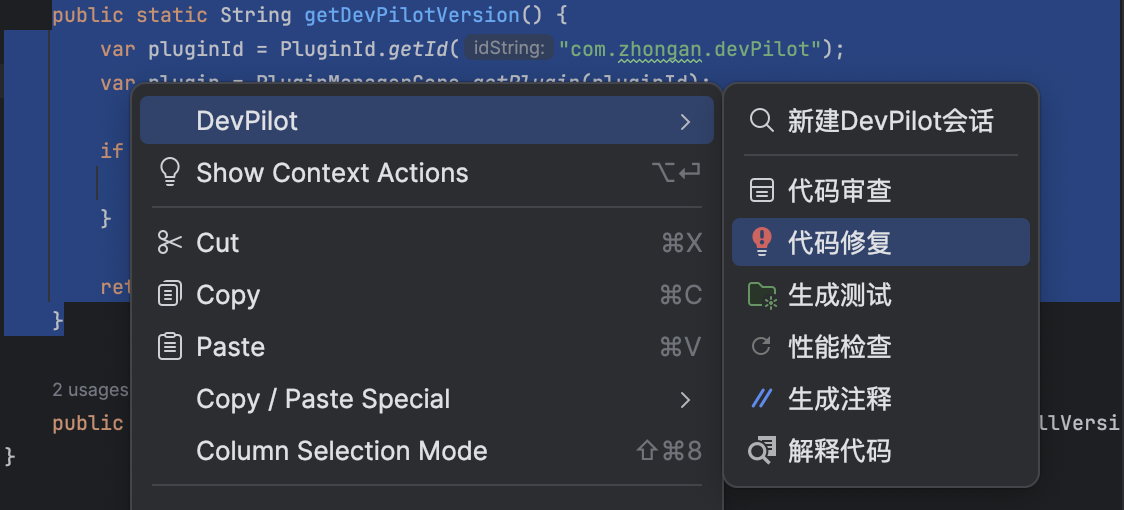 public static String getDevPilotVersion() {
var pluginId = PluginId.getId( idString: "com.zhongan.devPilot");
var plugin = PluginManagerCore.getPlugin(pluginId);
if
}
ret
}
2 usages
public
llVersi
}
DevPilot
Show Context Actions ⌥↩
Cut ⌘X
Copy ⌘C
Paste ⌘V
Copy / Paste Special
Column Selection Mode ⇧⌘8
新建DevPilot会话
代码审查
代码修复
生成测试
性能检查
生成注释
解释代码